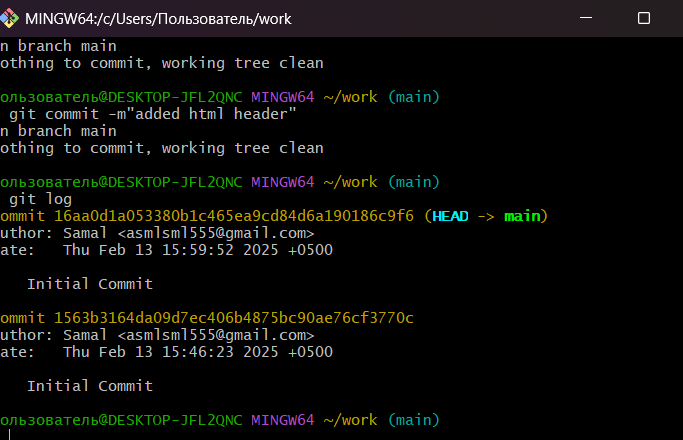 MINGW64:/c/Users/Пользователь/work
n branch main
othing to commit, working tree clean
ользователь@DESKTOP-JFL2QNC MINGW64 ~/work (main)
git commit -m"added html header"
n branch main
othing to commit, working tree clean
ользователь@DESKTOP-JFL2QNC MINGW64 ~/work (main)
git log
ommit 16aa0d1a053380b1c465ea9cd84d6a190186c9f6 (HEAD -> main)
uthor: Samal <asmlsml555@gmail.com>
ate:   Thu Feb 13 15:59:52 2025 +0500
Initial Commit
ommit 1563b3164da09d7ec406b4875bc90ae76cf3770c
uthor: Samal <asmlsml555@gmail.com>
ate:   Thu Feb 13 15:46:23 2025 +0500
Initial Commit
ользователь@DESKTOP-JFL2QNC MINGW64 ~/work (main)